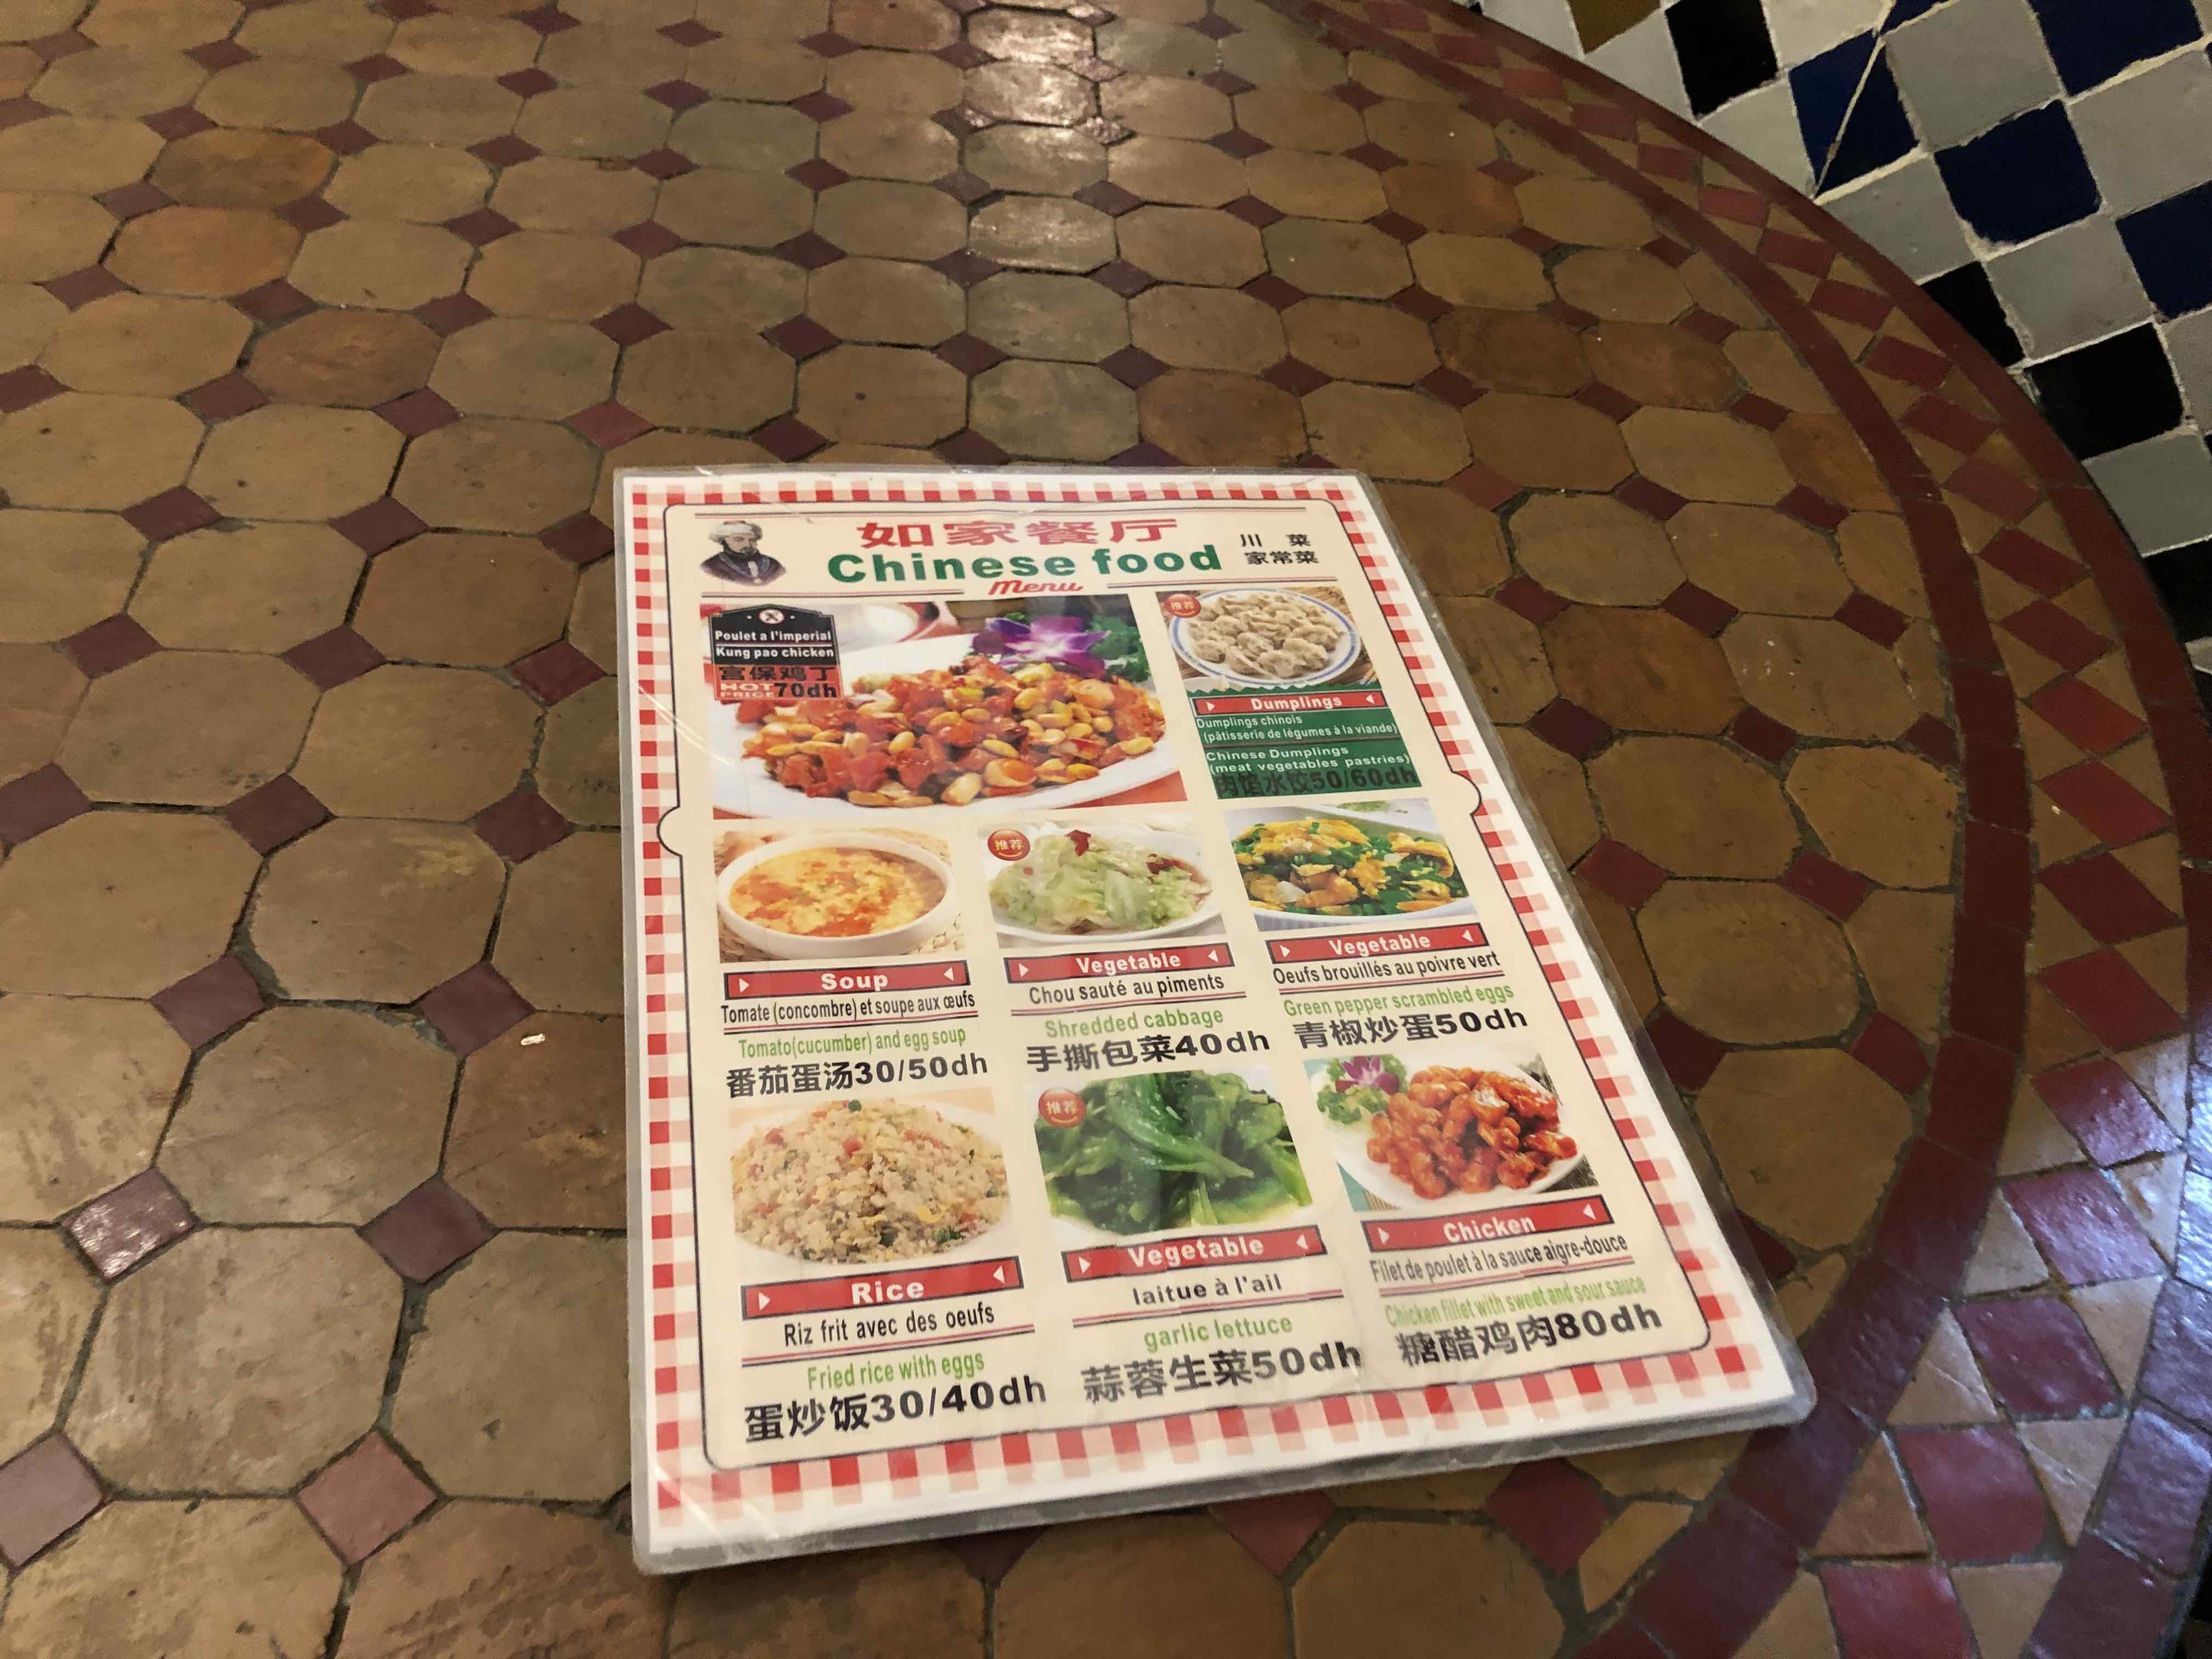 如家餐厅
Chinese food
Menu
川 菜
家常菜
Poulet a l'imperial
Kung pao chicken
宫保鸡丁
HOT PRICE 70dh
推荐
Dumplings
Dumplings chinois
(pâtisserie de légumes à la viande)
Chinese Dumplings
(meat vegetables pastries)
肉馅水饺50/60dh
Soup
Tomate (concombre) et soupe aux œufs
Tomato(cucumber) and egg soup
番茄蛋汤30/50dh
推荐
Vegetable
Chou sauté au piments
Shredded cabbage
手撕包菜40dh
Vegetable
Oeufs brouillés au poivre vert
Green pepper scrambled eggs
青椒炒蛋50dh
Rice
Riz frit avec des oeufs
Fried rice with eggs
蛋炒饭30/40dh
推荐
Vegetable
laitue à l'ail
garlic lettuce
蒜蓉生菜50dh
Chicken
Filet de poulet à la sauce aigre-douce
Chicken fillet with sweet and sour sauce
糖醋鸡肉80dh